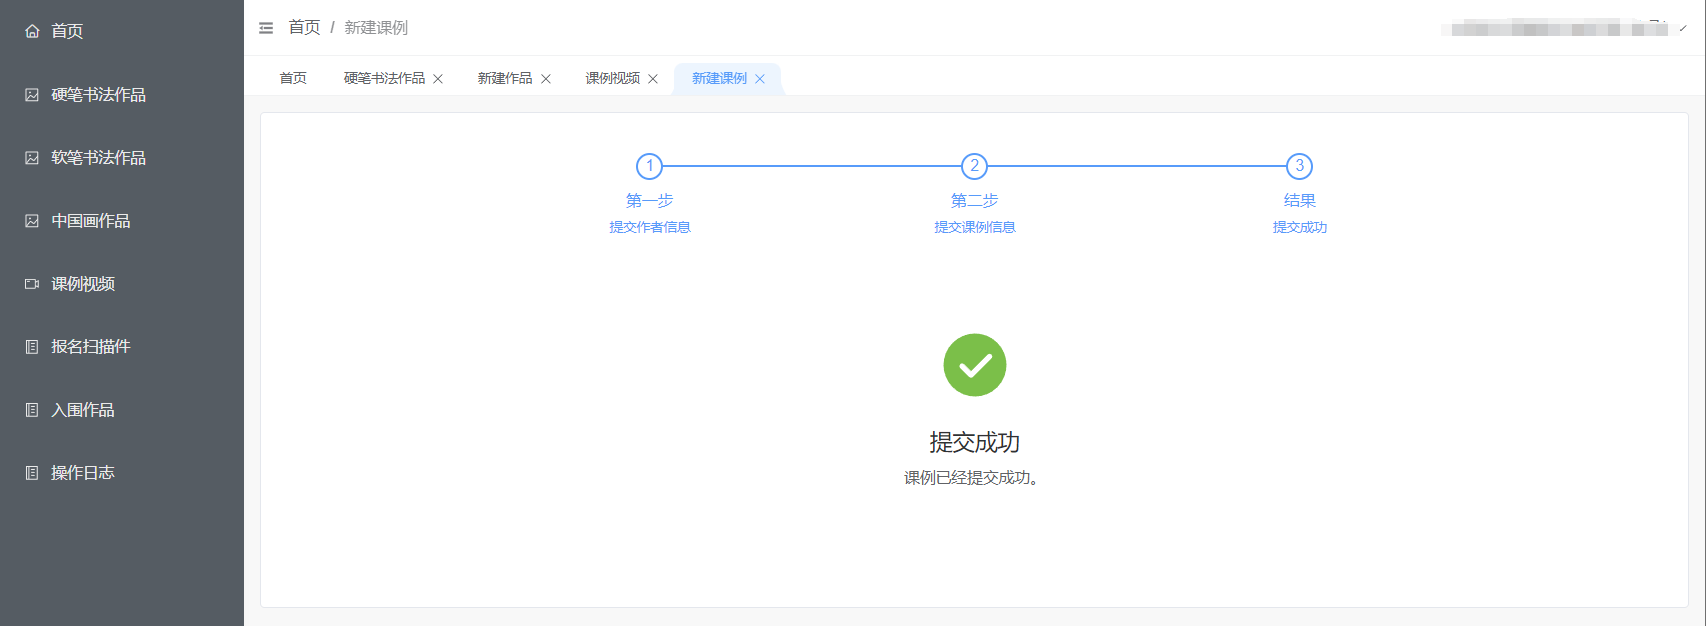 首页
硬笔书法作品
软笔书法作品
中国画作品
课例视频
报名扫描件
入围作品
操作日志
首页 / 新建课例
首页 硬笔书法作品 新建作品 课例视频 新建课例
1 2 3
第一步 第二步 结果
提交作者信息 提交课例信息 提交成功
提交成功
课例已经提交成功。